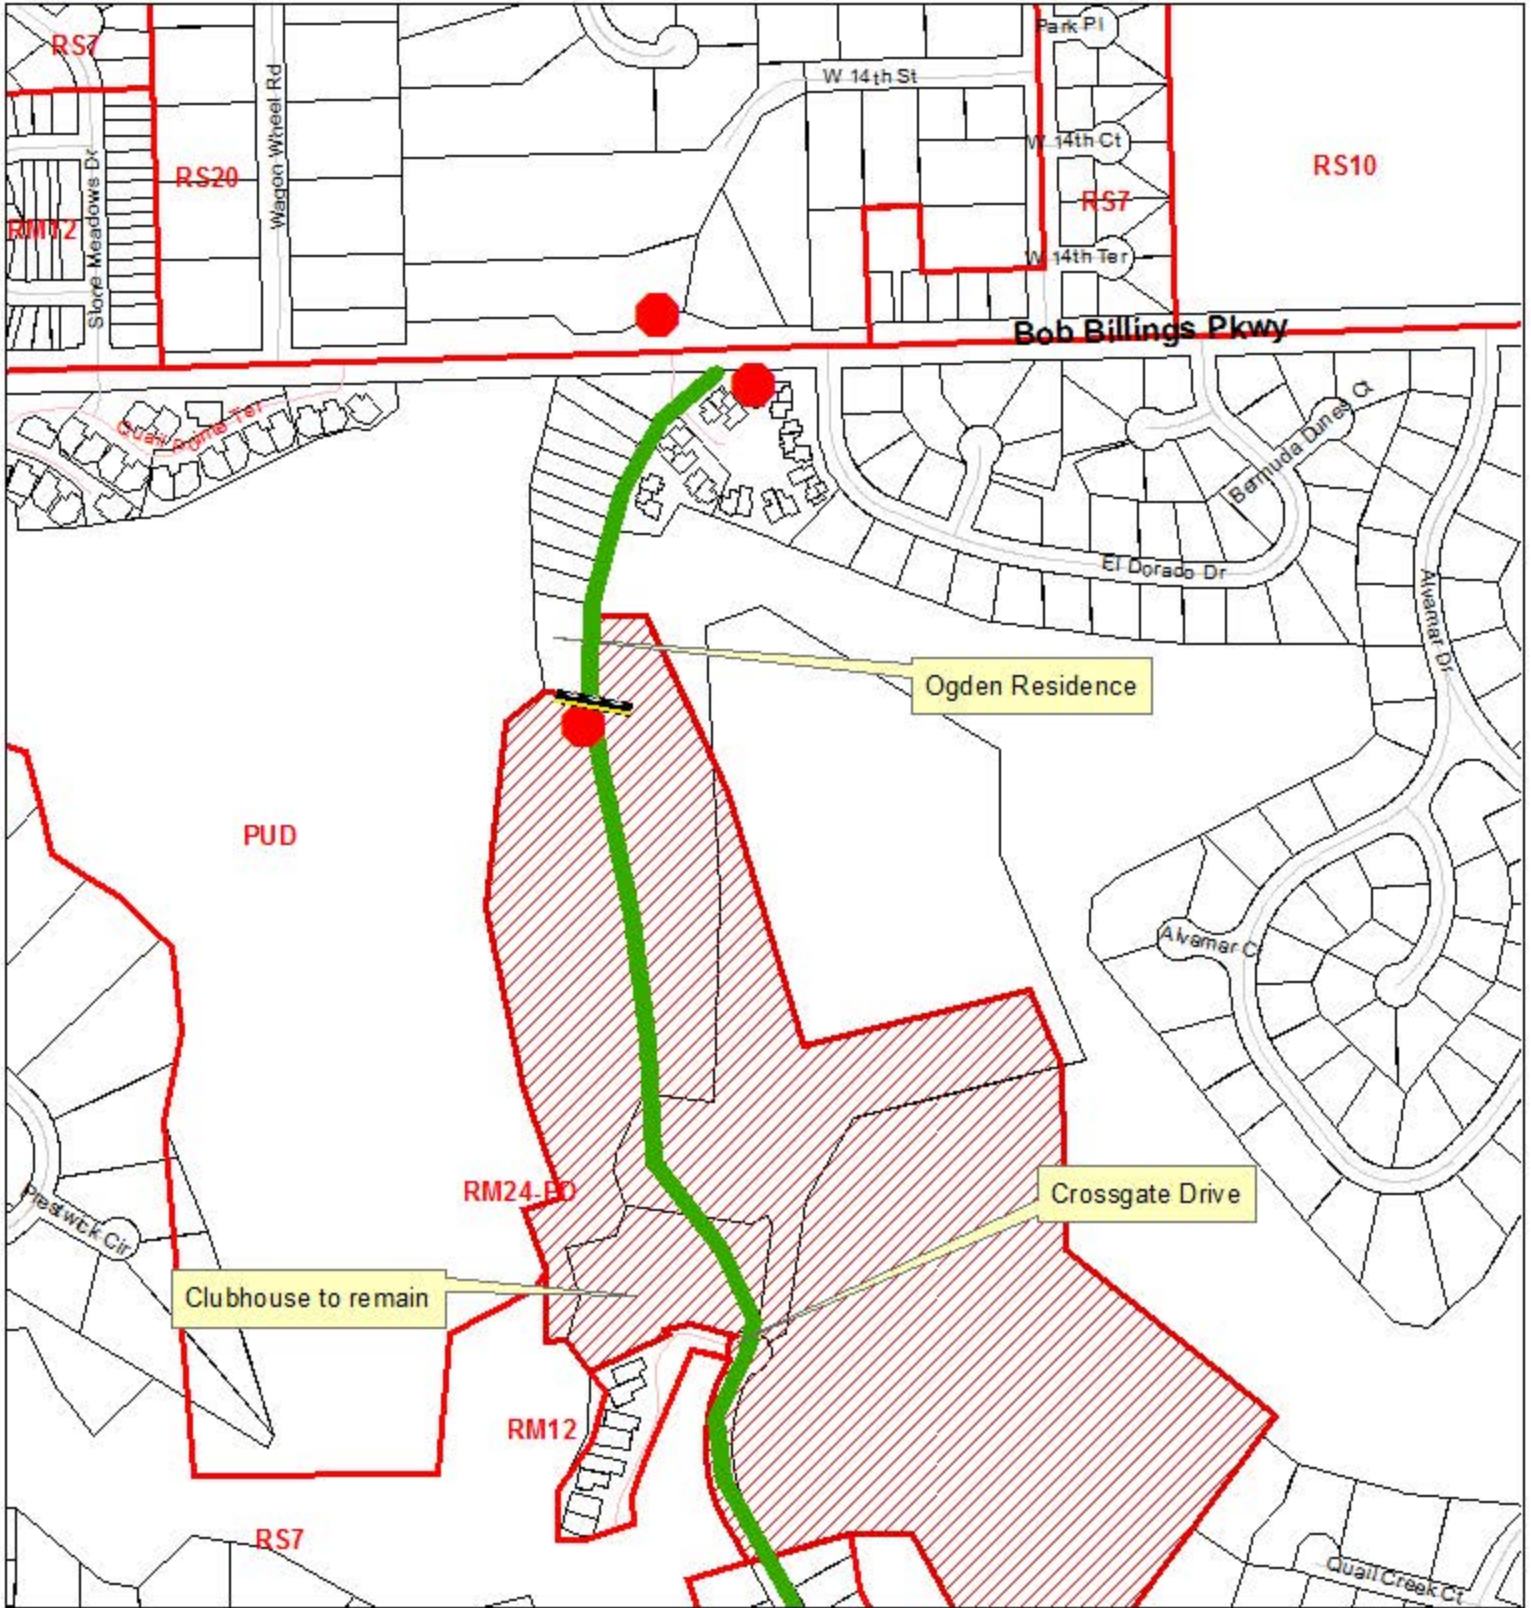 Park Pl
RS7
W 14th St
Wagon Wheel Rd
W 14th Ct
RS10
RS20
RS7
Stone Meadows Dr
RM12
W 14th Ter
Bob Billings Pkwy
Quail Ter
Bermuda Dunes Ct
El Dorado Dr
Alvamar Dr
Ogden Residence
PUD
Alvamar C
RM24-PD
Crossgate Drive
Prestwick Cir
Clubhouse to remain
RM12
RS7
Quail Creek Ct